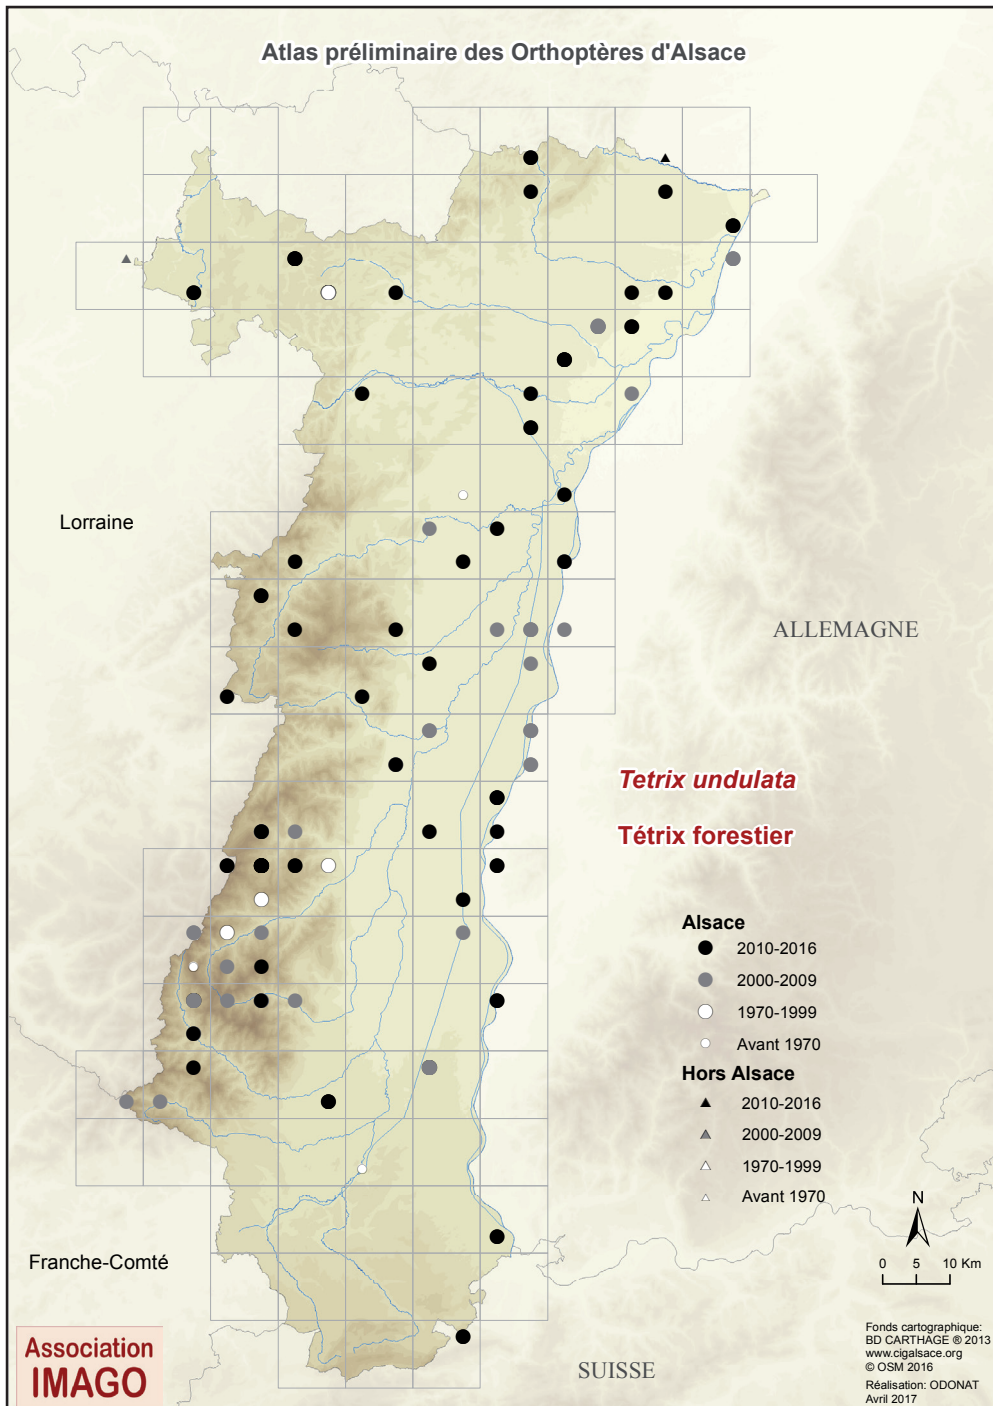 Atlas préliminaire des Orthoptères d'Alsace
Lorraine
ALLEMAGNE
Tetrix undulata
Tétrix forestier
Alsace
2010-2016
2000-2009
1970-1999
Avant 1970
Hors Alsace
2010-2016
2000-2009
1970-1999
Avant 1970
N
0 5 10 Km
Franche-Comté
SUISSE
Association
IMAGO
Fonds cartographique:
BD CARTHAGE ® 2013
www.cigalsace.org
© OSM 2016
Réalisation: ODONAT
Avril 2017